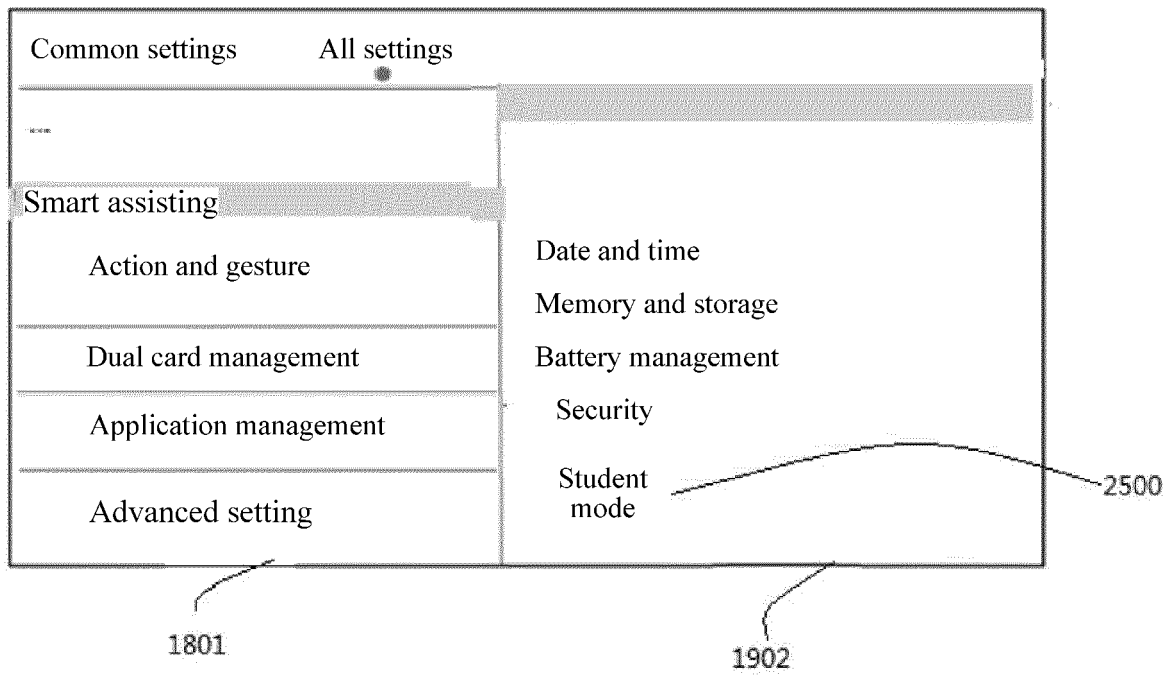 Common settings
All settings
...
Smart assisting
Action and gesture
Dual card management
Application management
Advanced setting
Date and time
Memory and storage
Battery management
Security
Student
mode
2500
1801
1902